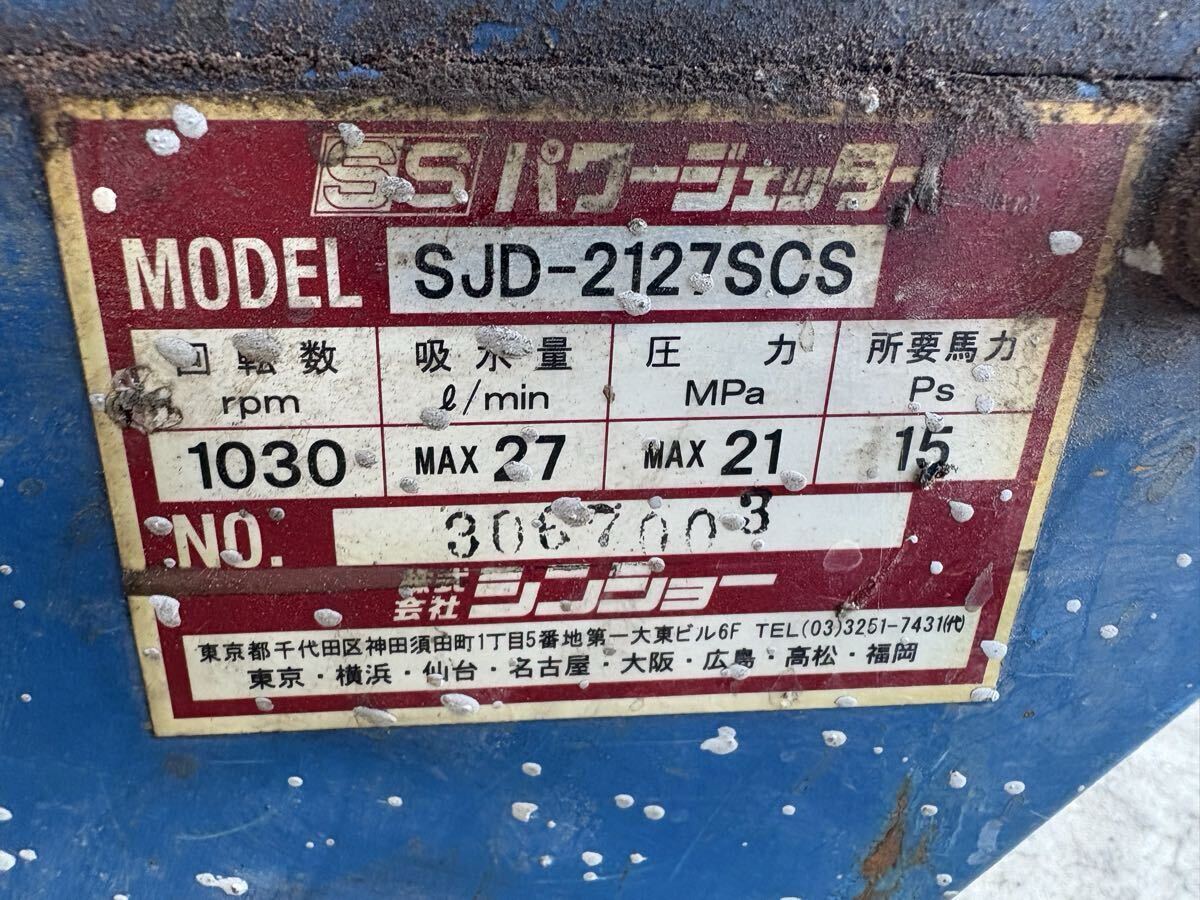 SS パワージェッター
MODEL SJD-2127SCS
回転数 吸水量 圧力 所要馬力
rpm ℓ/min MPa Ps
1030 MAX 27 MAX 21 15
NO. 3067003
株式会社 シンショー
東京都千代田区神田須田町1丁目5番地第一大東ビル6F TEL(03)3251-7431(代)
東京・横浜・仙台・名古屋・大阪・広島・高松・福岡